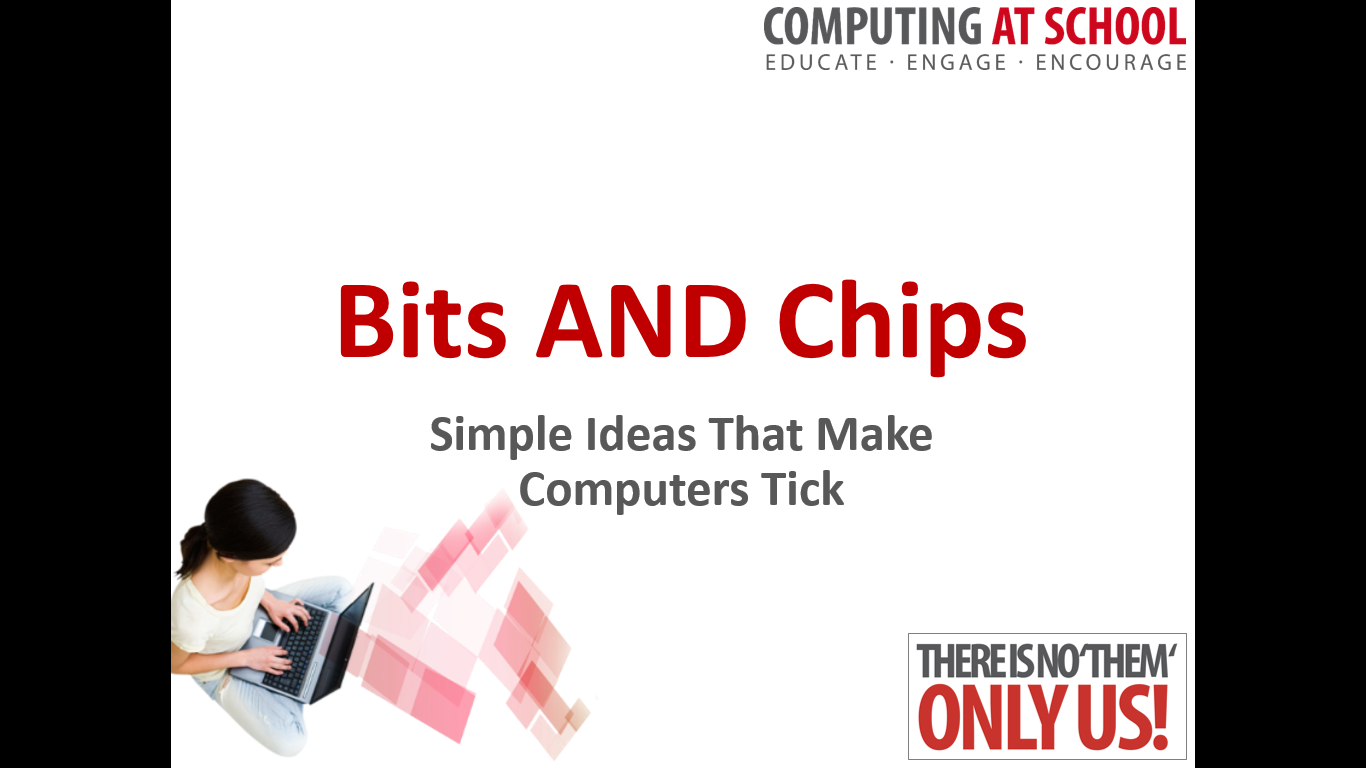 COMPUTING AT SCHOOL
EDUCATE · ENGAGE · ENCOURAGE
Bits AND Chips
Simple Ideas That Make
Computers Tick
THERE IS NO ‘THEM‘
ONLY US!